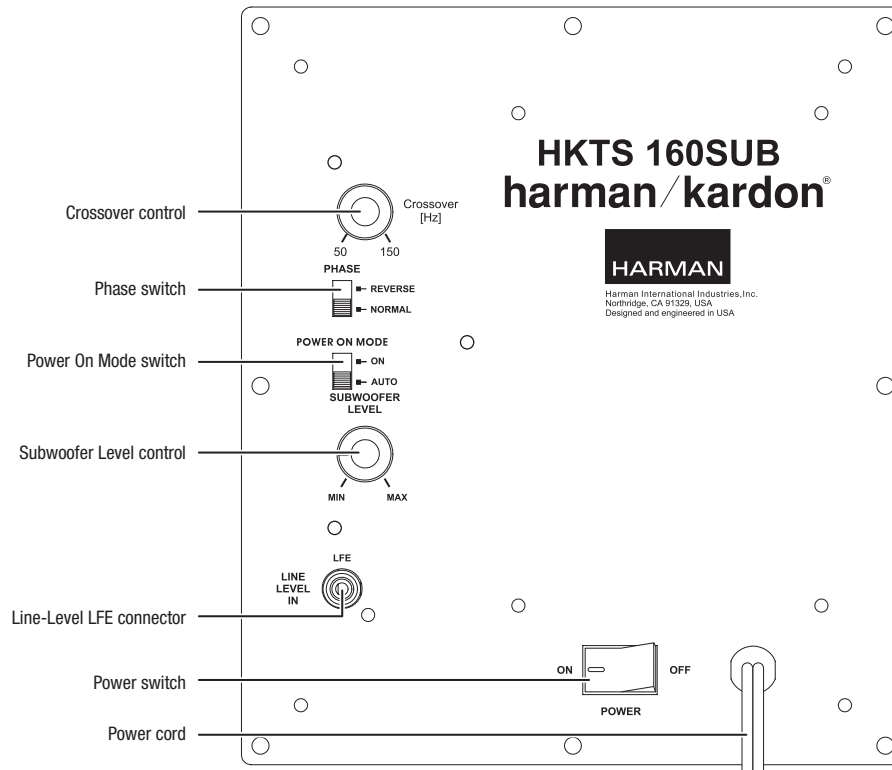 HKTS 160SUB
harman/kardon®
HARMAN
Harman International Industries,Inc.
Northridge, CA 91329, USA
Designed and engineered in USA
Crossover control
Crossover
[Hz]
50 150
PHASE
Phase switch
REVERSE
NORMAL
POWER ON MODE
Power On Mode switch
ON
AUTO
SUBWOOFER
LEVEL
Subwoofer Level control
MIN MAX
LFE
LINE
LEVEL
IN
Line-Level LFE connector
ON OFF
Power switch
POWER
Power cord